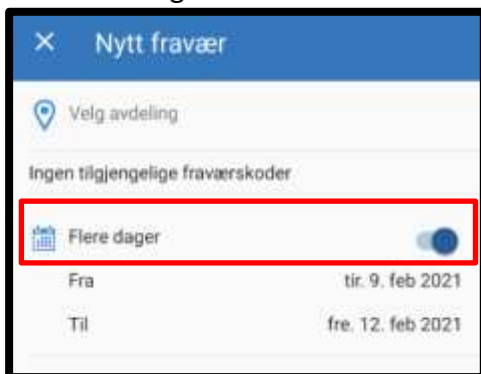 Nytt fravær
Velg avdeling
Ingen tilgjengelige fraværskoder
Flere dager
Fra tir. 9. feb 2021
Til fre. 12. feb 2021